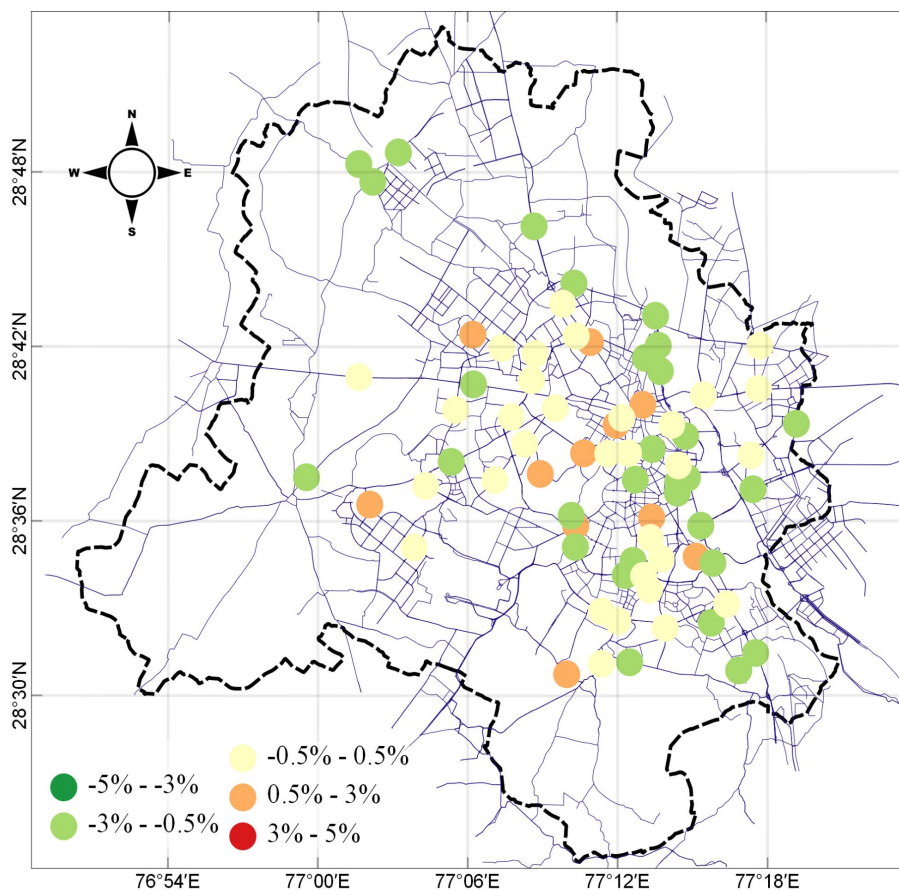 N
W
E
S
28°48'N
28°42'N
28°36'N
28°30'N
-5% - -3%
-3% - -0.5%
-0.5% - 0.5%
0.5% - 3%
3% - 5%
76°54'E
77°00'E
77°06'E
77°12'E
77°18'E